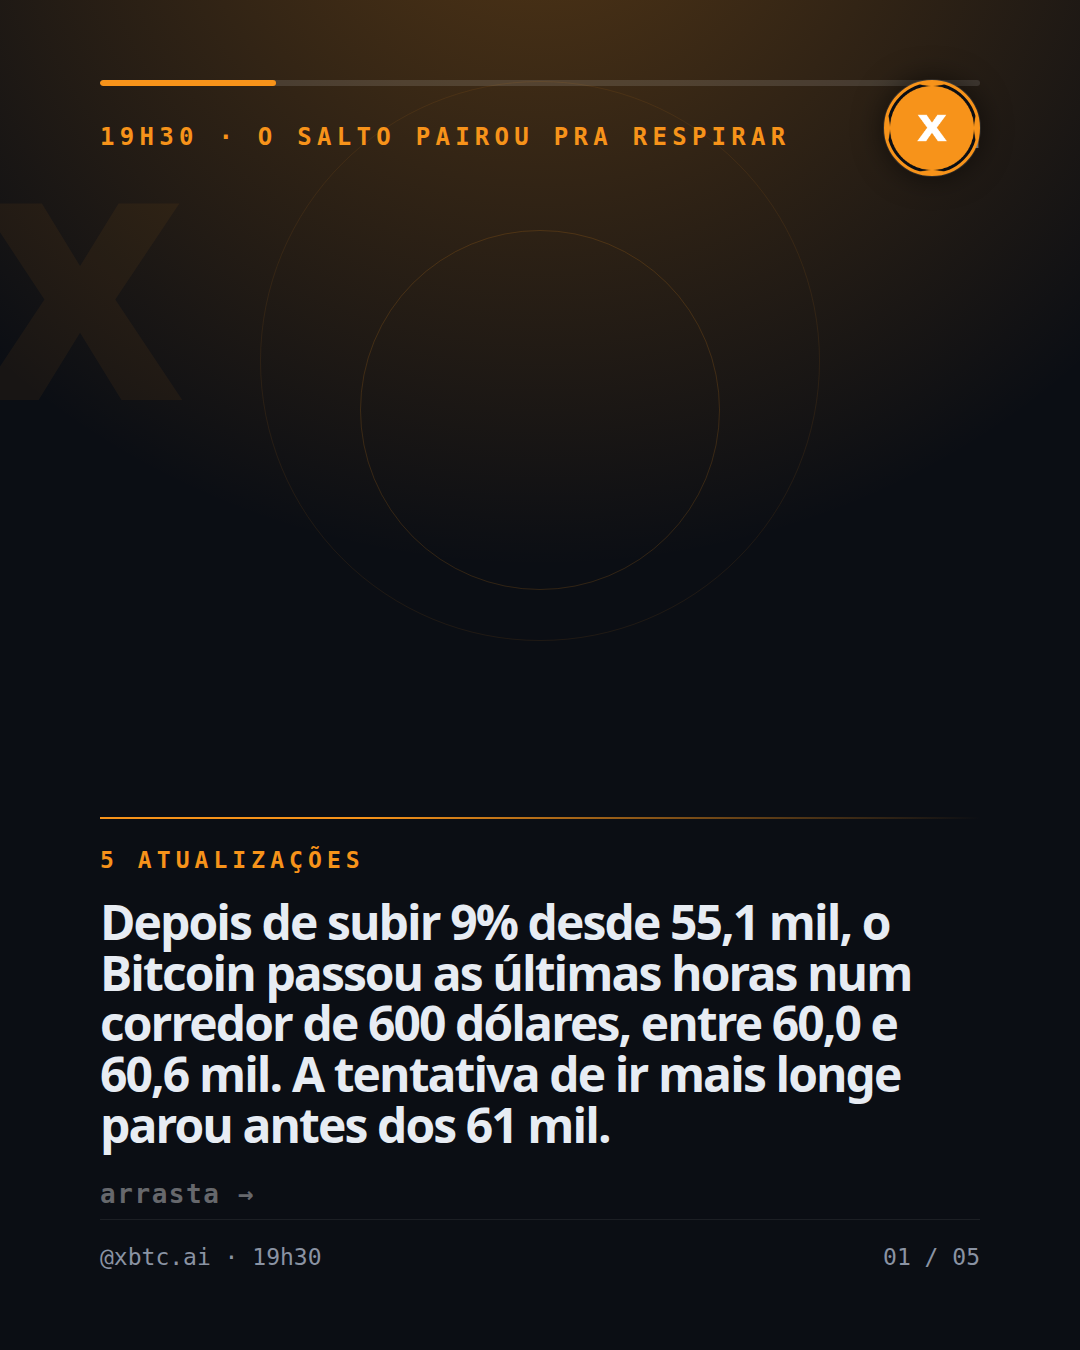 19H30 · O SALTO PAIROU PRA RESPIRAR
X
X
5 ATUALIZAÇÕES
Depois de subir 9% desde 55,1 mil, o
Bitcoin passou as últimas horas num
corredor de 600 dólares, entre 60,0 e
60,6 mil. A tentativa de ir mais longe
parou antes dos 61 mil.
arrasta →
@xbtc.ai · 19h30
01 / 05